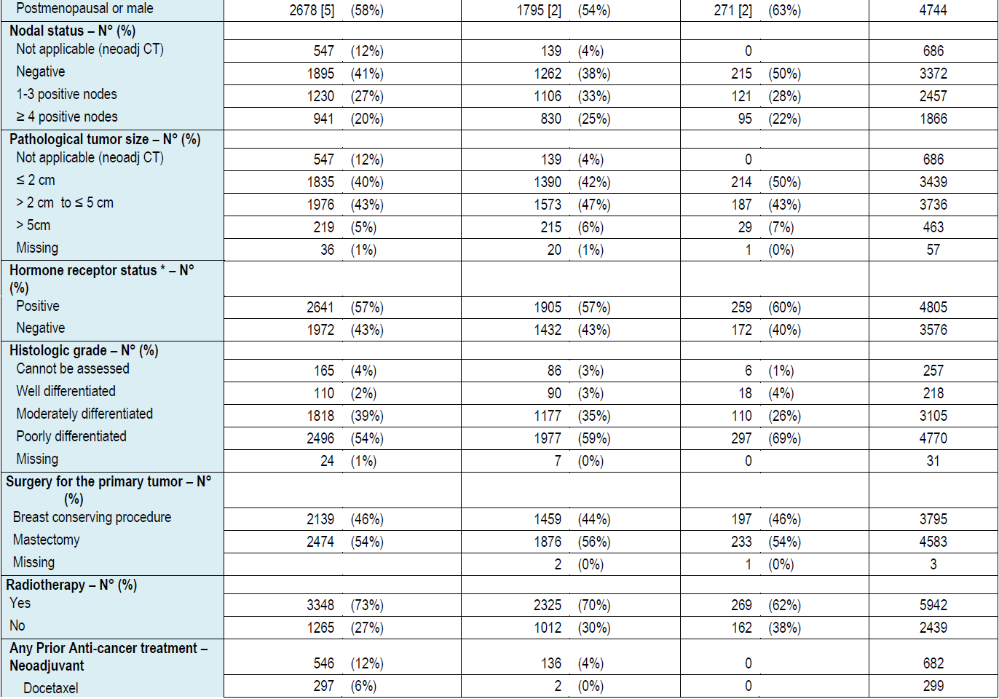 Postmenopausal or male 2678 [5] (58%) 1795 [2] (54%) 271 [2] (63%) 4744
Nodal status – N° (%)
Not applicable (neoadj CT) 547 (12%) 139 (4%) 0 686
Negative 1895 (41%) 1262 (38%) 215 (50%) 3372
1-3 positive nodes 1230 (27%) 1106 (33%) 121 (28%) 2457
≥ 4 positive nodes 941 (20%) 830 (25%) 95 (22%) 1866
Pathological tumor size – N° (%)
Not applicable (neoadj CT) 547 (12%) 139 (4%) 0 686
≤ 2 cm 1835 (40%) 1390 (42%) 214 (50%) 3439
> 2 cm to ≤ 5 cm 1976 (43%) 1573 (47%) 187 (43%) 3736
> 5cm 219 (5%) 215 (6%) 29 (7%) 463
Missing 36 (1%) 20 (1%) 1 (0%) 57
Hormone receptor status * – N°
(%)
Positive 2641 (57%) 1905 (57%) 259 (60%) 4805
Negative 1972 (43%) 1432 (43%) 172 (40%) 3576
Histologic grade – N° (%)
Cannot be assessed 165 (4%) 86 (3%) 6 (1%) 257
Well differentiated 110 (2%) 90 (3%) 18 (4%) 218
Moderately differentiated 1818 (39%) 1177 (35%) 110 (26%) 3105
Poorly differentiated 2496 (54%) 1977 (59%) 297 (69%) 4770
Missing 24 (1%) 7 (0%) 0 31
Surgery for the primary tumor – N°
(%)
Breast conserving procedure 2139 (46%) 1459 (44%) 197 (46%) 3795
Mastectomy 2474 (54%) 1876 (56%) 233 (54%) 4583
Missing 2 (0%) 1 (0%) 3
Radiotherapy – N° (%)
Yes 3348 (73%) 2325 (70%) 269 (62%) 5942
No 1265 (27%) 1012 (30%) 162 (38%) 2439
Any Prior Anti-cancer treatment –
Neoadjuvant 546 (12%) 136 (4%) 0 682
Docetaxel 297 (6%) 2 (0%) 0 299